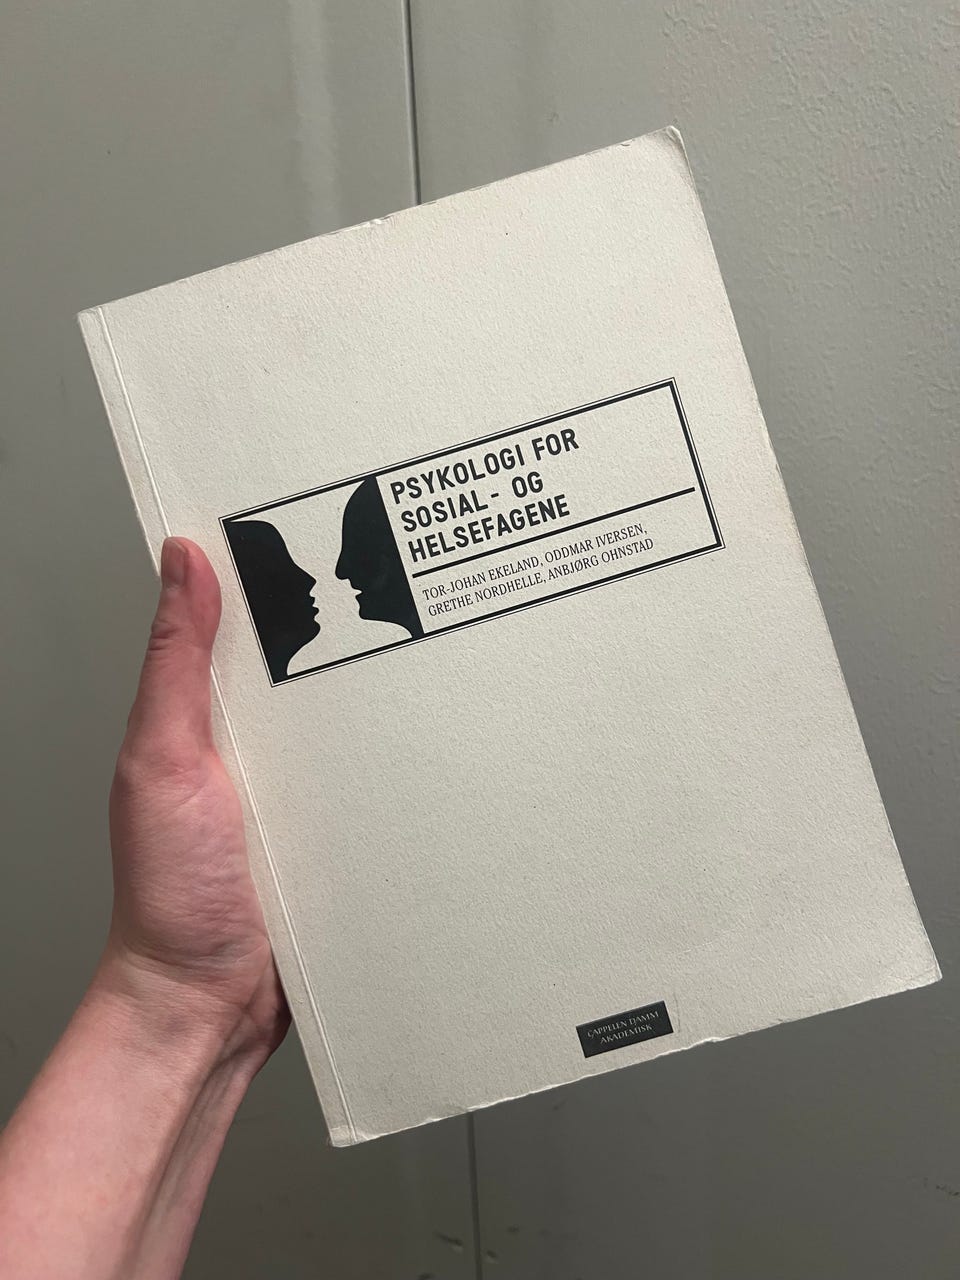 PSYKOLOGI FOR
SOSIAL- OG
HELSEFAGENE
TOR-JOHAN EKELAND, ODDMAR IVERSEN,
GRETHE NORDHELLE, ANBJØRG OHNSTAD
CAPPELEN DAMM
AKADEMISK